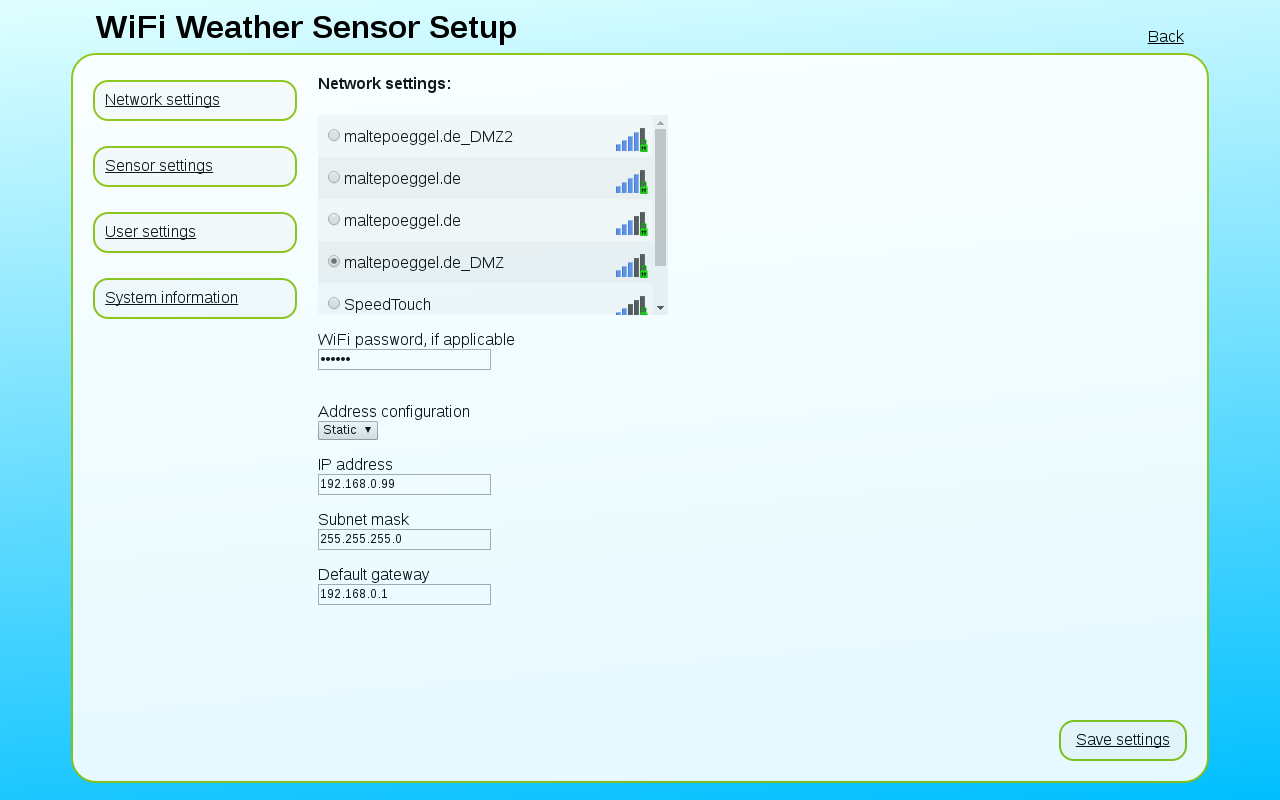 WiFi Weather Sensor Setup
Back
Network settings
Sensor settings
User settings
System information
Network settings:
maltepoeggel.de_DMZ2
maltepoeggel.de
maltepoeggel.de
maltepoeggel.de_DMZ
SpeedTouch
WiFi password, if applicable
••••••
Address configuration
Static ▼
IP address
192.168.0.99
Subnet mask
255.255.255.0
Default gateway
192.168.0.1
Save settings